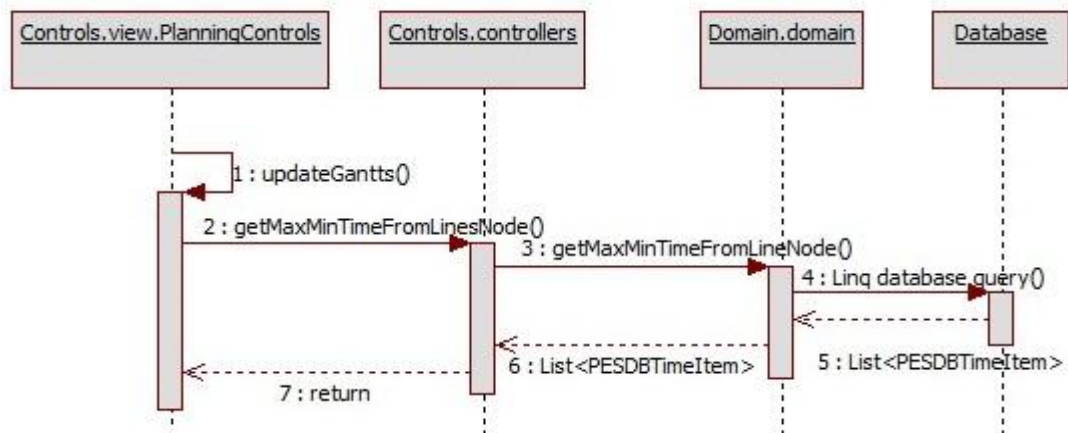 Controls.view.PlanningControls
Controls.controllers
Domain.domain
Database
1 : updateGantts()
2 : getMaxMinTimeFromLinesNode()
3 : getMaxMinTimeFromLineNode()
4 : Linq database query()
5 : List<PESDBTimeItem>
6 : List<PESDBTimeItem>
7 : return